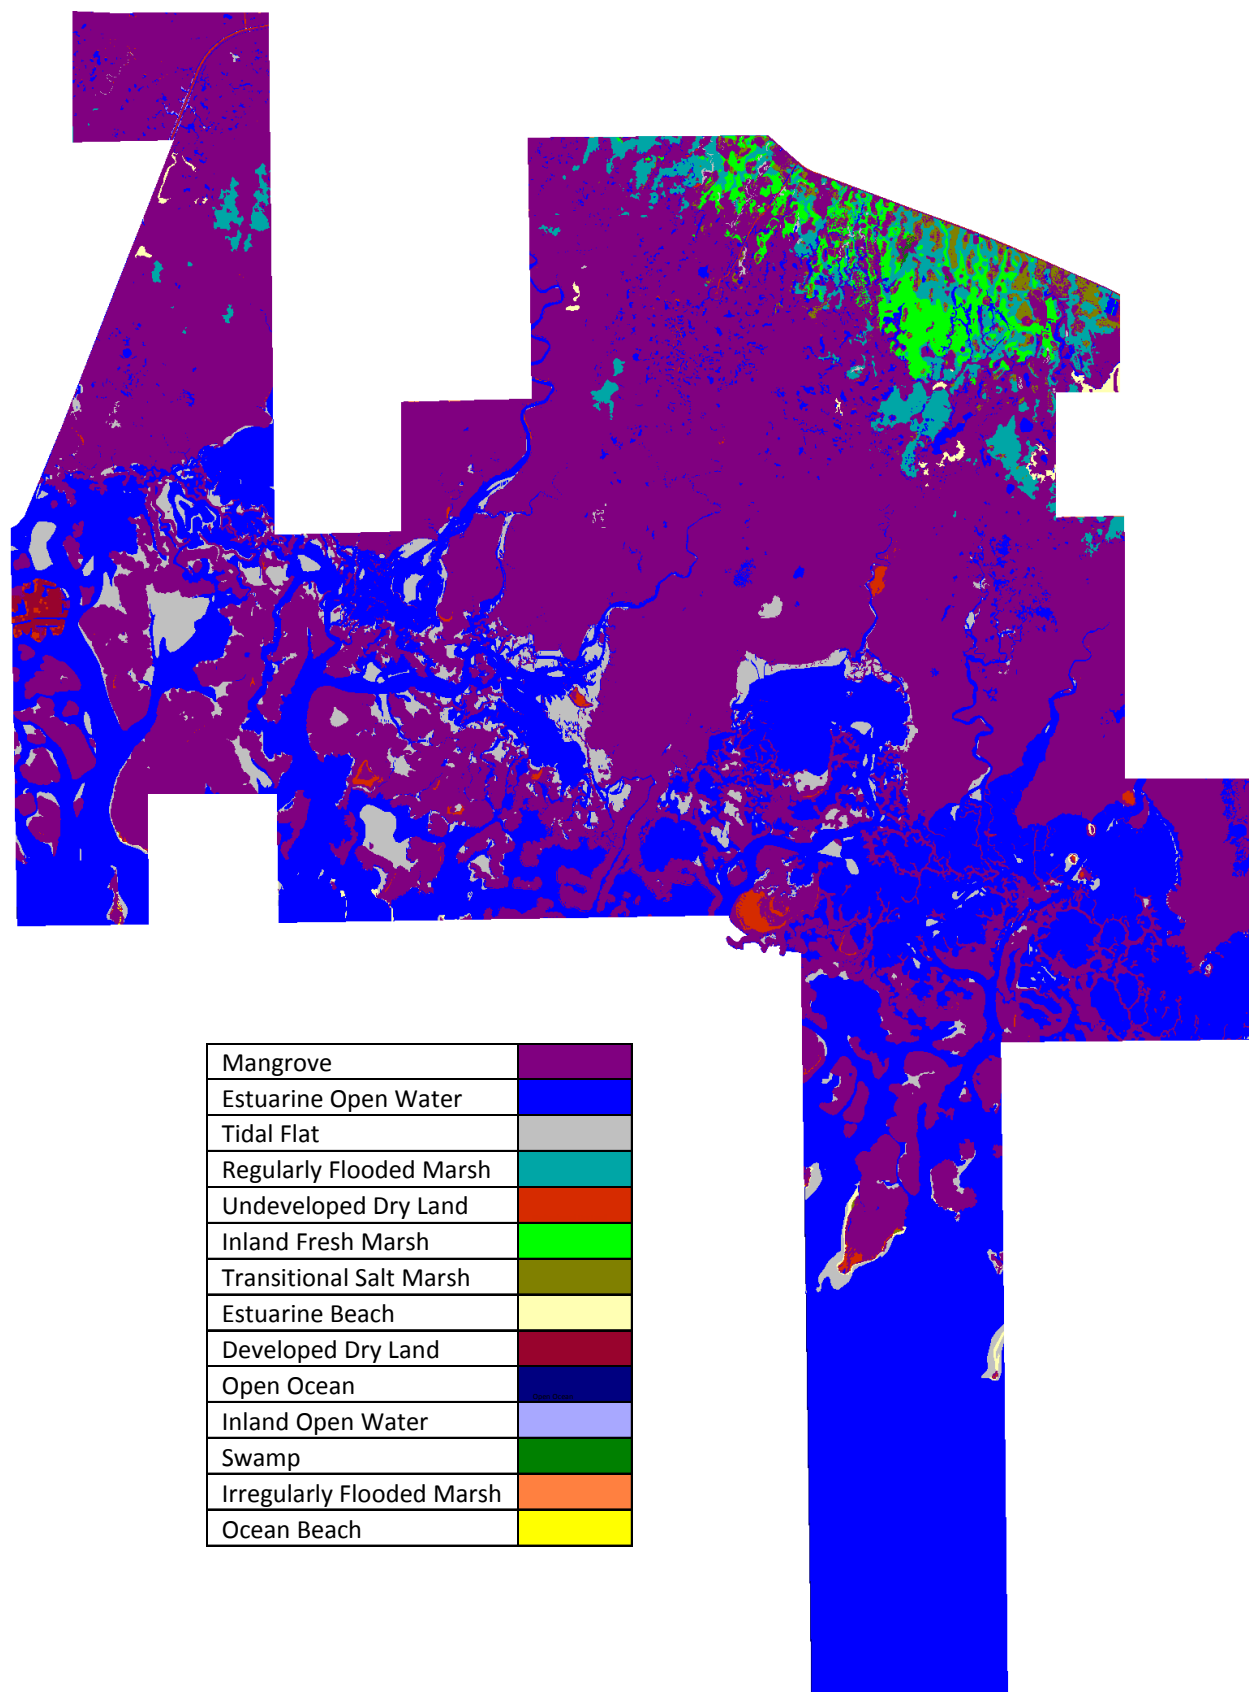 Mangrove
Estuarine Open Water
Tidal Flat
Regularly Flooded Marsh
Undeveloped Dry Land
Inland Fresh Marsh
Transitional Salt Marsh
Estuarine Beach
Developed Dry Land
Open Ocean
Inland Open Water
Swamp
Irregularly Flooded Marsh
Ocean Beach